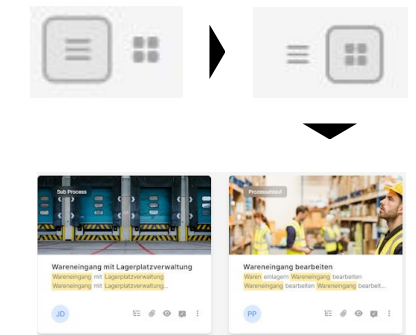 Sub Process
Wareneingang mit Lagerplatzverwaltung
Wareneingang mit Lagerplatzverwaltung
Wareneingang mit Lagerplatzverwaltung...
JD
Prozessablauf
Wareneingang bearbeiten
Waren einlagern Wareneingang bearbeiten
Wareneingang bearbeiten Wareneingang bearbeit...
PP